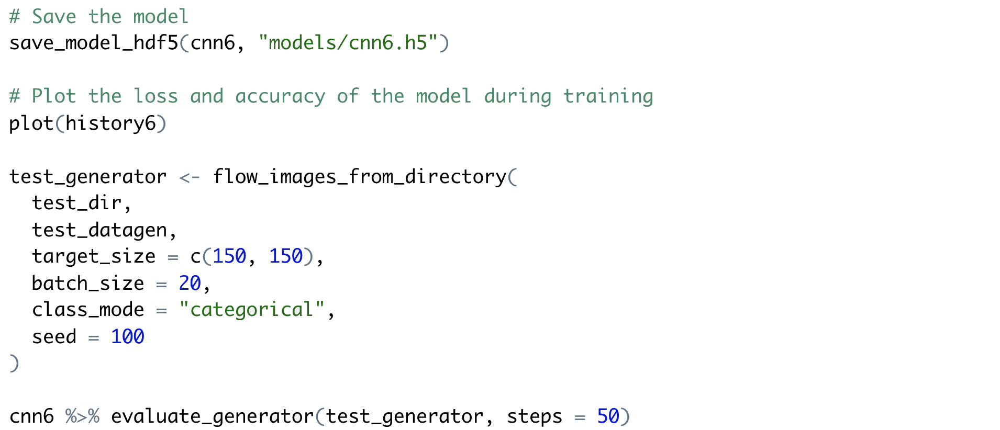 # Save the model
save_model_hdf5(cnn6, "models/cnn6.h5")

# Plot the loss and accuracy of the model during training
plot(history6)

test_generator <- flow_images_from_directory(
  test_dir,
  test_datagen,
  target_size = c(150, 150),
  batch_size = 20,
  class_mode = "categorical",
  seed = 100
)

cnn6 %>% evaluate_generator(test_generator, steps = 50)